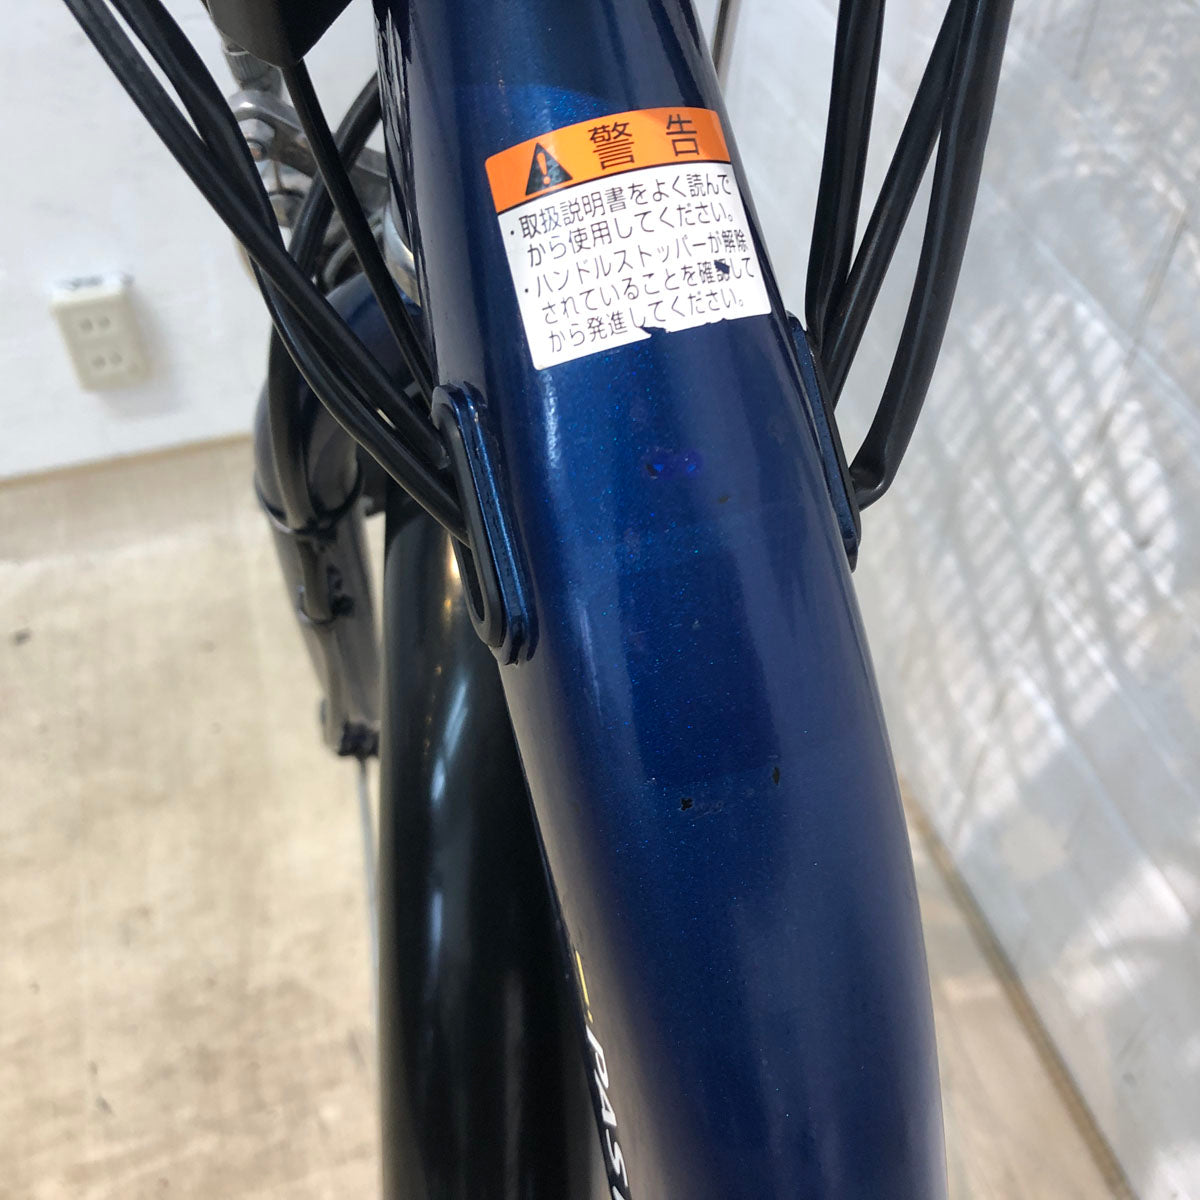 警告
・取扱説明書をよく読んで
から使用してください。
・ハンドルストッパーが解除
されていることを確認して
から発進してください。
PAS